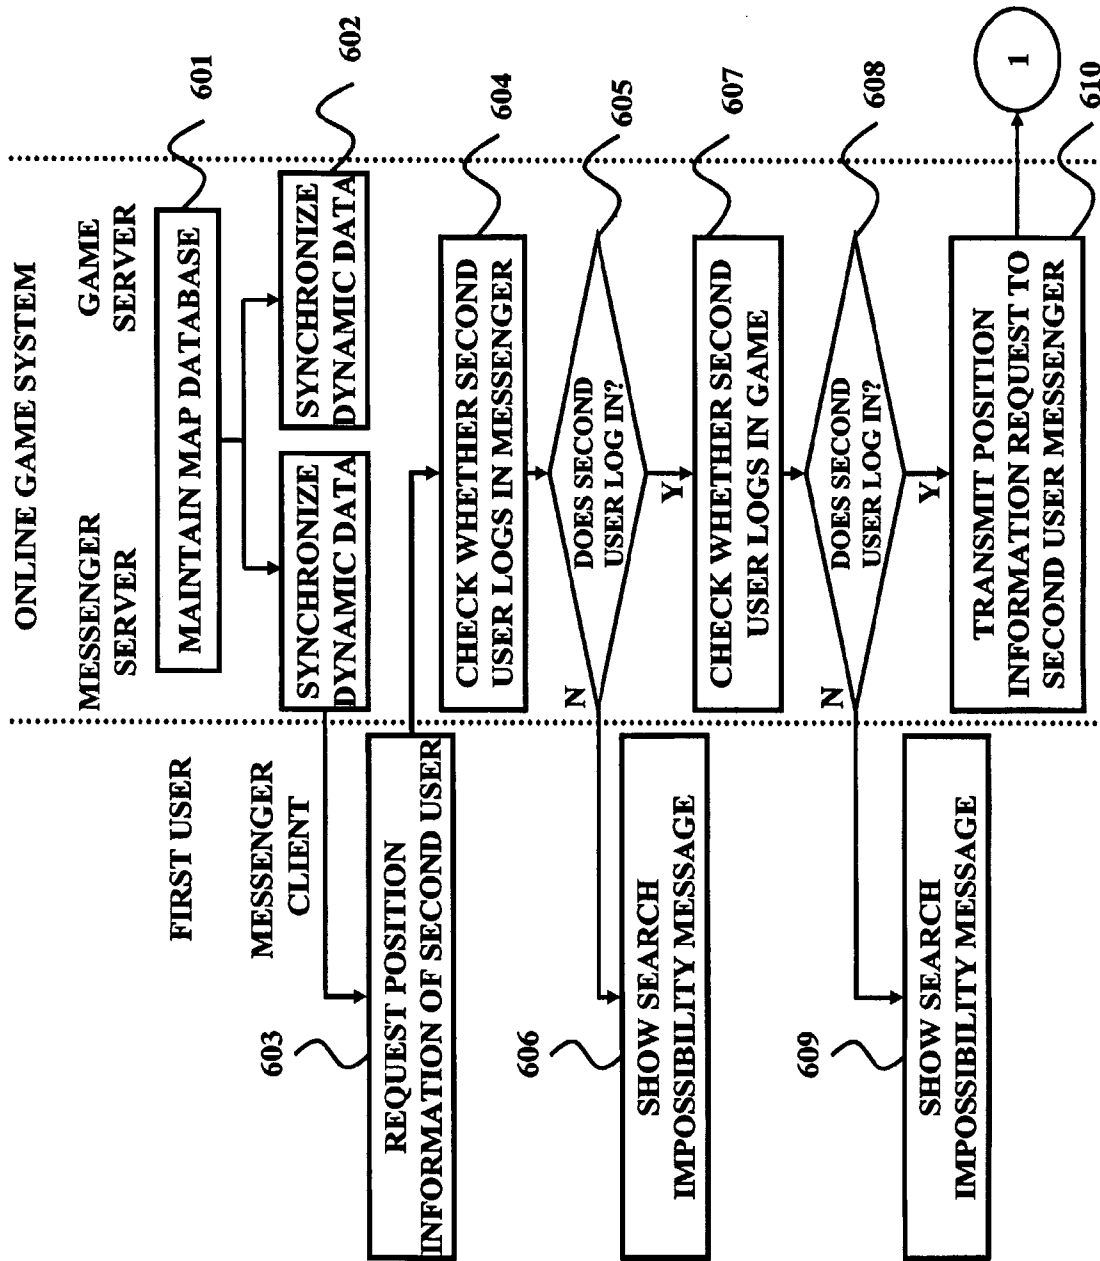 ONLINE GAME SYSTEM
FIRST USER
MESSENGER
CLIENT
MESSENGER
SERVER
GAME
SERVER
MAINTAIN MAP DATABASE
601
SYNCHRONIZE
DYNAMIC DATA
SYNCHRONIZE
DYNAMIC DATA
602
603
REQUEST POSITION
INFORMATION OF SECOND USER
CHECK WHETHER SECOND
USER LOGS IN MESSENGER
604
DOES SECOND
USER LOG IN?
605
N
Y
606
SHOW SEARCH
IMPOSSIBILITY MESSAGE
CHECK WHETHER SECOND
USER LOGS IN GAME
607
DOES SECOND
USER LOG IN?
608
N
Y
609
SHOW SEARCH
IMPOSSIBILITY MESSAGE
TRANSMIT POSITION
INFORMATION REQUEST TO
SECOND USER MESSENGER
610
1